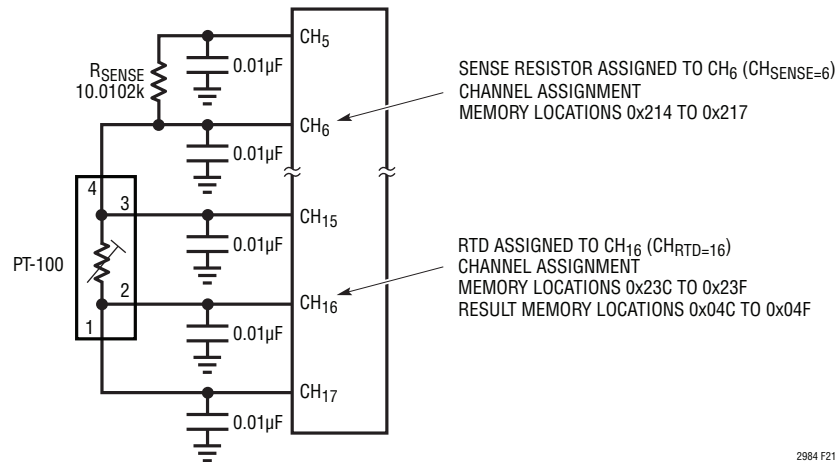 CH5
RSENSE
10.0102k
0.01µF
SENSE RESISTOR ASSIGNED TO CH6 (CHSENSE=6)
CHANNEL ASSIGNMENT
MEMORY LOCATIONS 0x214 TO 0x217
CH6
0.01µF
4
3
CH15
PT-100
0.01µF
RTD ASSIGNED TO CH16 (CHRTD=16)
CHANNEL ASSIGNMENT
MEMORY LOCATIONS 0x23C TO 0x23F
RESULT MEMORY LOCATIONS 0x04C TO 0x04F
2
CH16
1
0.01µF
CH17
0.01µF
2984 F21